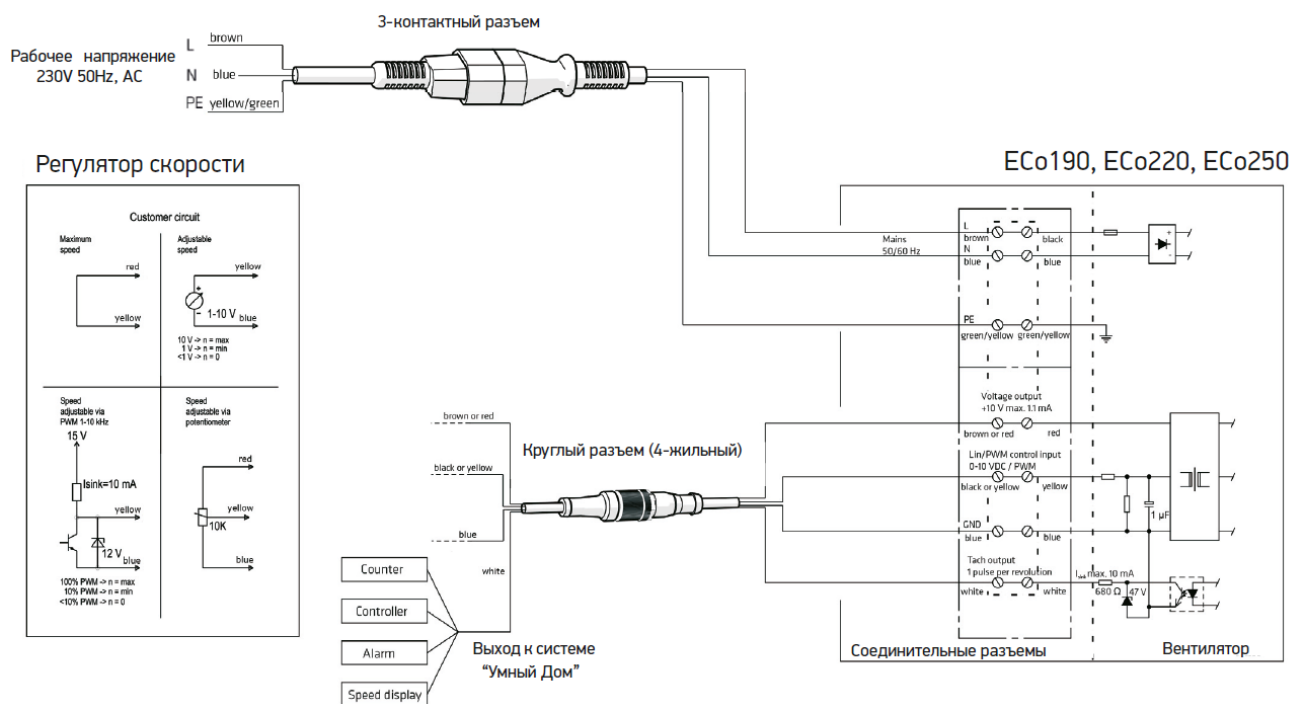 3-контактный разъем
Рабочее напряжение
230V 50Hz, AC
L brown
N blue
PE yellow/green
Регулятор скорости
Customer circuit
Maximum
speed
red
yellow
Adjustable
speed
yellow
+
1-10 V
–
blue
10 V -> n = max
1 V -> n = min
<1 V -> n = 0
Speed
adjustable via
PWM 1-10 kHz
15 V
Isink=10 mA
yellow
12 V
blue
100% PWM -> n = max
10% PWM -> n = min
<10% PWM -> n = 0
Speed
adjustable via
potentiometer
red
yellow
10K
blue
brown or red
black or yellow
blue
white
Круглый разъем (4-жильный)
Counter
Controller
Alarm
Speed display
Выход к системе
“Умный Дом”
ECo190, ECo220, ECo250
Mains
50/60 Hz
L
brown
black
N
blue
blue
+
-
PE
green/yellow
green/yellow
Voltage output
+10 V max. 1.1 mA
brown or red
red
Lin/PWM control input
0-10 VDC / PWM
black or yellow
yellow
1 µF
GND
blue
blue
Tach output
1 pulse per revolution
white
white
Isink max. 10 mA
680 Ω
47 V
Соединительные разъемы
Вентилятор